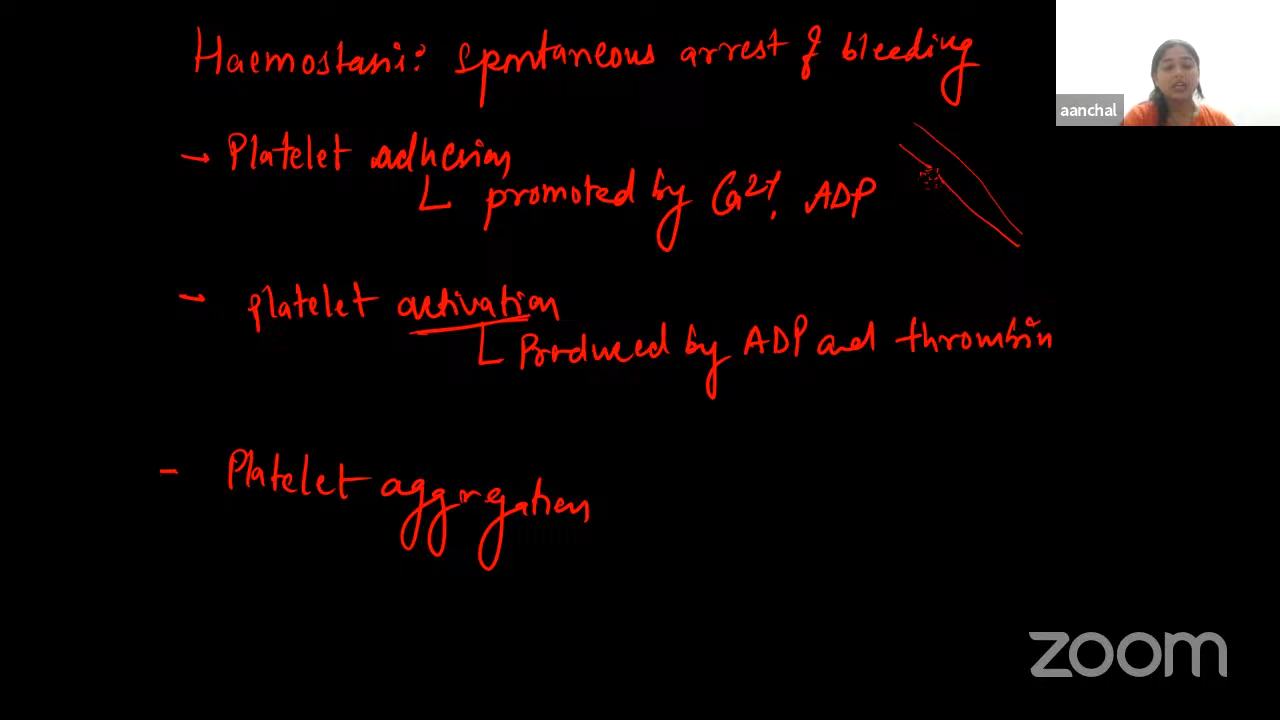 Haemostasis: spontaneous arrest of bleeding
aanchal
→ Platelet adhesion
promoted by Ca2+, ADP
- platelet activation
Produced by ADP and thrombin
- Platelet aggregation
zoom